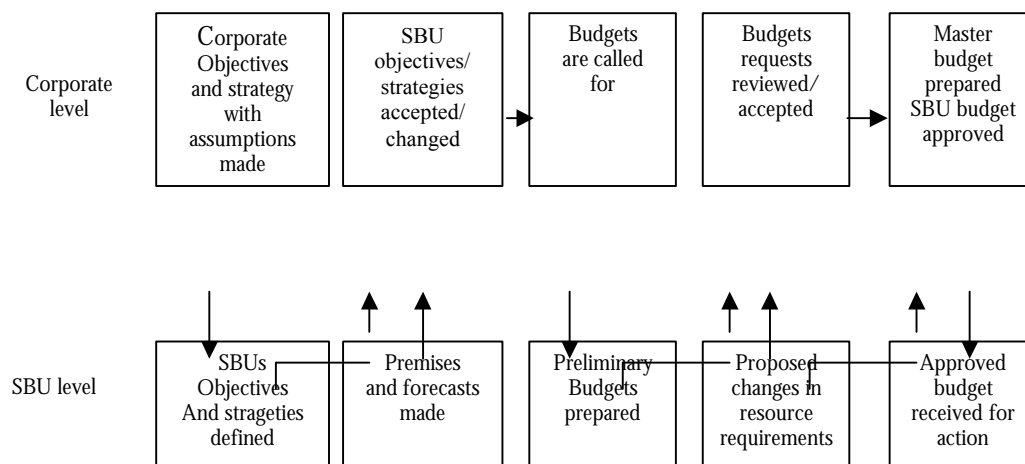 Corporate
level
Corporate
Objectives
and strategy
with
assumptions
made
SBU
objectives/
strategies
accepted/
changed
Budgets
are called
for
Budgets
requests
reviewed/
accepted
Master
budget
prepared
SBU budget
approved
SBU level
SBUs
Objectives
And strageties
defined
Premises
and forecasts
made
Preliminary
Budgets
prepared
Proposed
changes in
resource
requirements
Approved
budget
received for
action